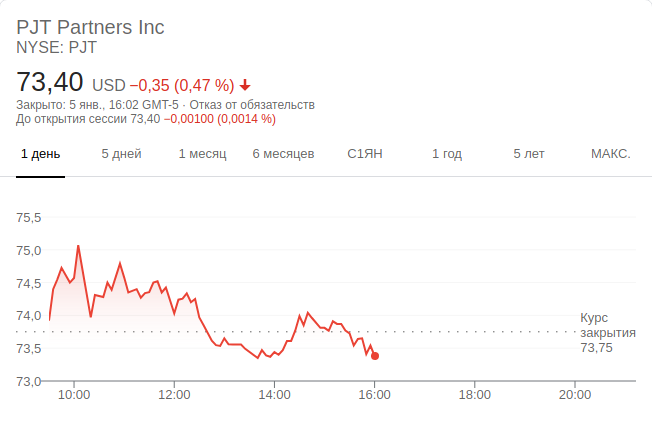 PJT Partners Inc
NYSE: PJT
73,40 USD −0,35 (0,47 %)
Закрыто: 5 янв., 16:02 GMT-5 · Отказ от обязательств
До открытия сессии 73,40 −0,00100 (0,0014 %)
1 день 5 дней 1 месяц 6 месяцев С1ЯН 1 год 5 лет МАКС.
75,5
75,0
74,5
74,0
73,5
73,0
Курс
закрытия
73,75
10:00 12:00 14:00 16:00 18:00 20:00